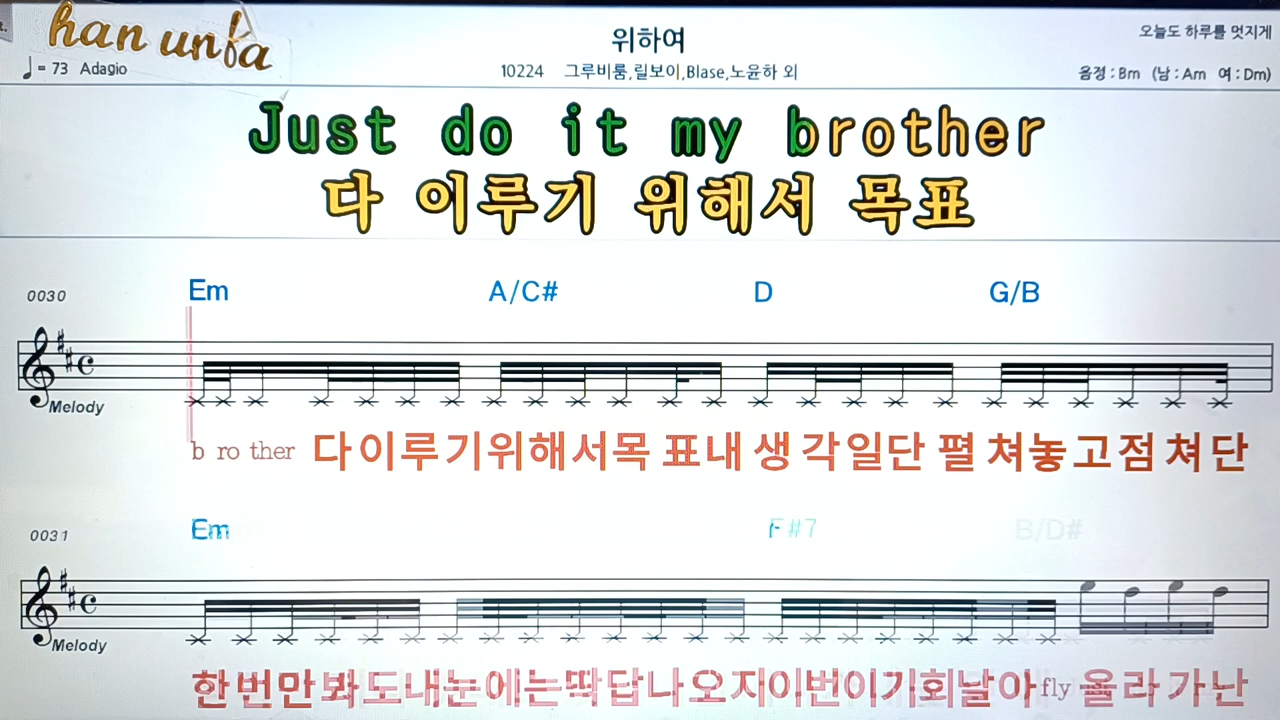 han unfa
위하여
오늘도 하루를 멋지게
♩= 73 Adagio
10224 그루비룸,릴보이,Blase,노윤하 외
음정 : Bm (남 : Am 여 : Dm)
Just do it my brother
다 이루기 위해서 목표
0030
Em A/C# D G/B
Melody
b ro ther 다이루기위해서목 표내 생 각일단 펼 쳐놓고점쳐단
0031
Em F#7 B/D#
Melody
한번만봐도내눈에는딱답나오지이번이기회날아fly 올라가난